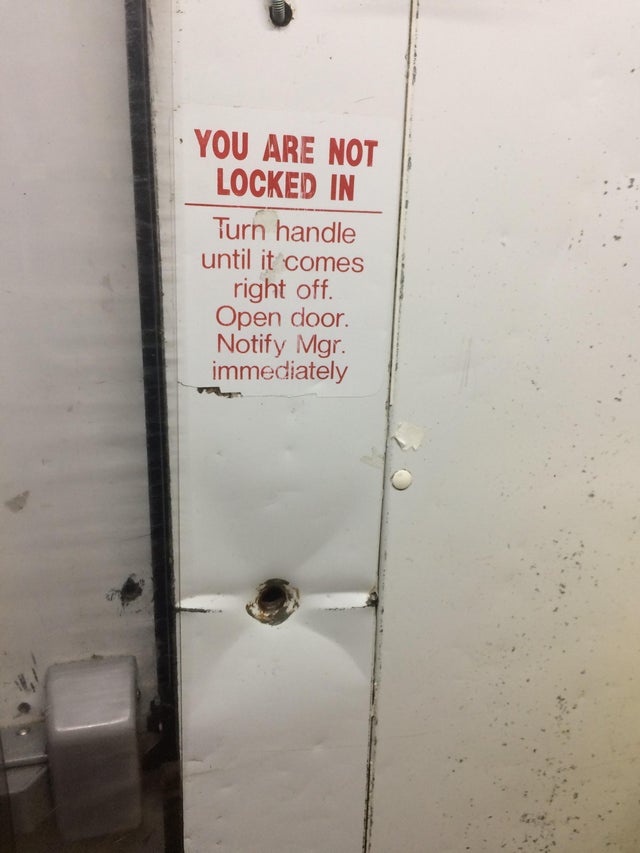 YOU ARE NOT
LOCKED IN
Turn handle
until it comes
right off.
Open door.
Notify Mgr.
immediately